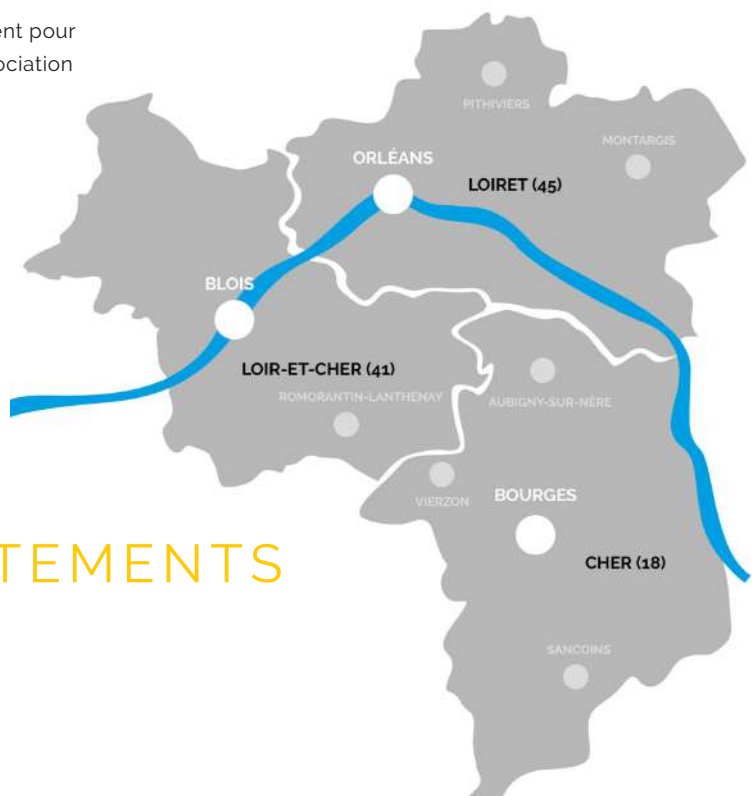 ent pour
ociation
PITHIVIERS
MONTARGIS
ORLÉANS
LOIRET (45)
BLOIS
LOIR-ET-CHER (41)
ROMORANTIN-LANTHENAY
AUBIGNY-SUR-NÈRE
VIERZON
BOURGES
TEMENTS
CHER (18)
SANCOINS